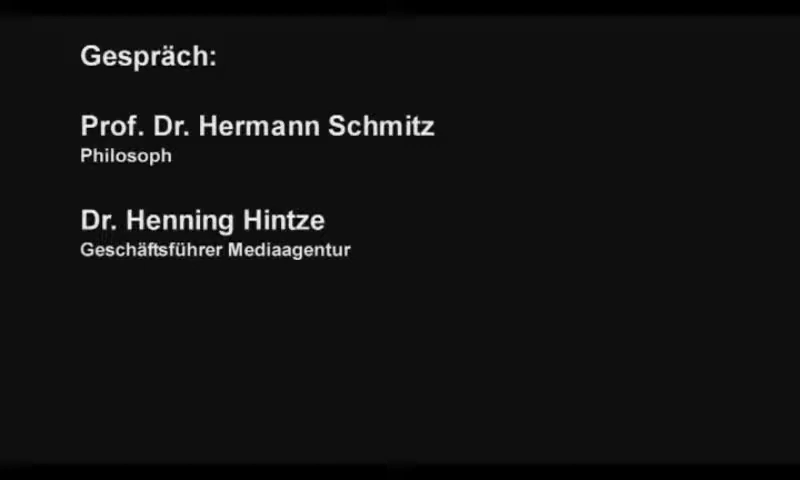 Gespräch:
Prof. Dr. Hermann Schmitz
Philosoph
Dr. Henning Hintze
Geschäftsführer Mediaagentur